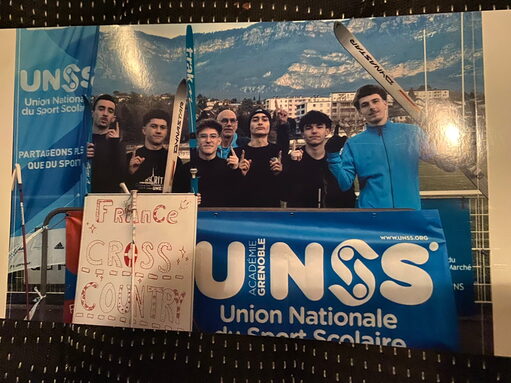 UNSS
Union Nationale
du Sport Scolaire
PARTAGEONS PLUS
QUE DU SPORT
DYNASTAR
FranCE
CROSS
COUNTRY
WWW.UNSS.ORG
ACADÉMIE
GRENOBLE
UNSS
Union Nationale
du Sport Scolaire